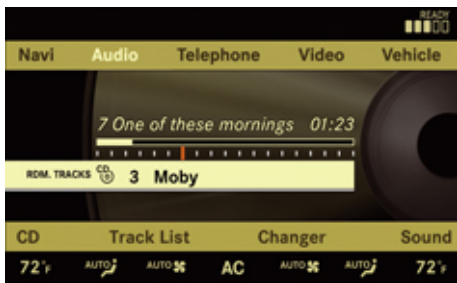 READY
Navi Audio Telephone Video Vehicle
7 One of these mornings 01:23
RDM. TRACKS CD 3 Moby
CD Track List Changer Sound
72°F AUTO AUTO AC AUTO AUTO 72°F